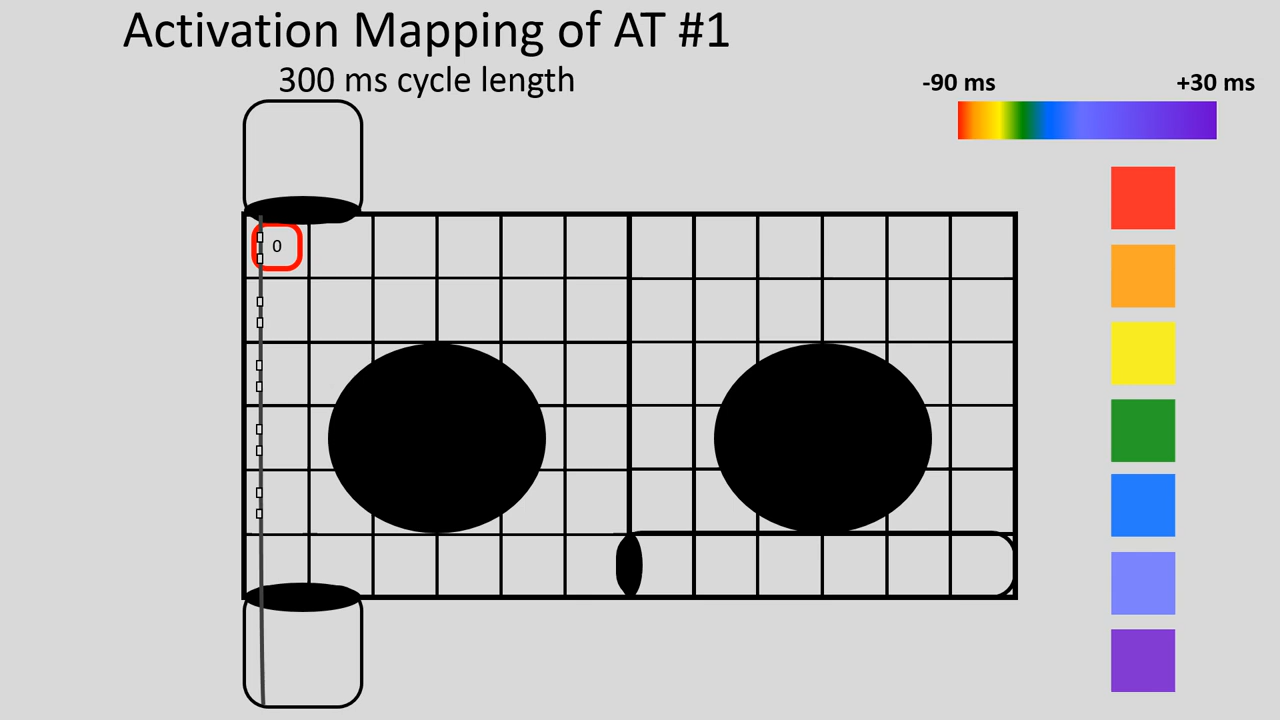 Activation Mapping of AT #1
300 ms cycle length
-90 ms
+30 ms
0